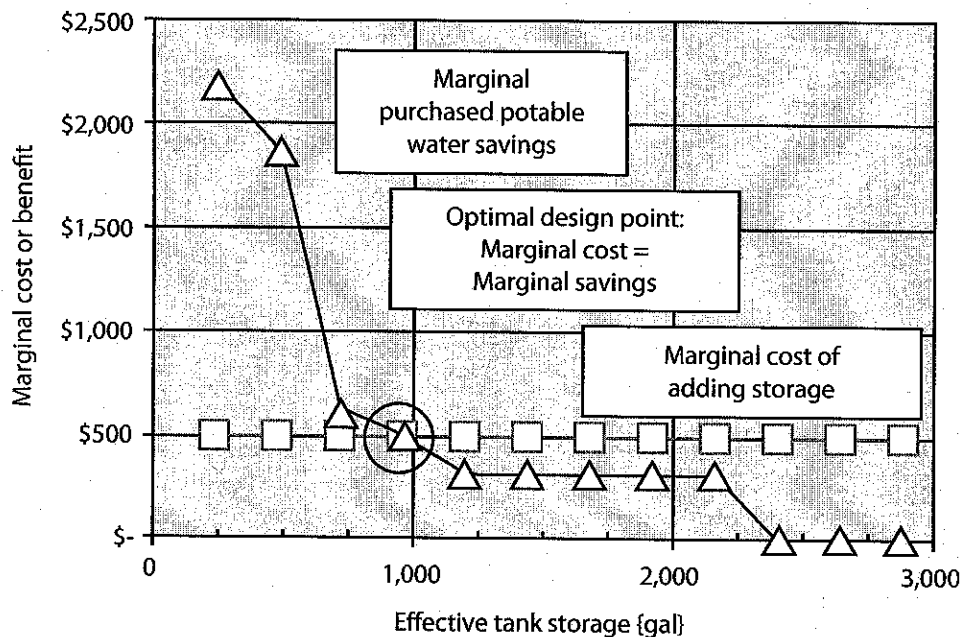 $2,500
$2,000
$1,500
$1,000
$500
$-
Marginal cost or benefit
Marginal
purchased potable
water savings
Optimal design point:
Marginal cost =
Marginal savings
Marginal cost of
adding storage
0
1,000
2,000
3,000
Effective tank storage {gal}